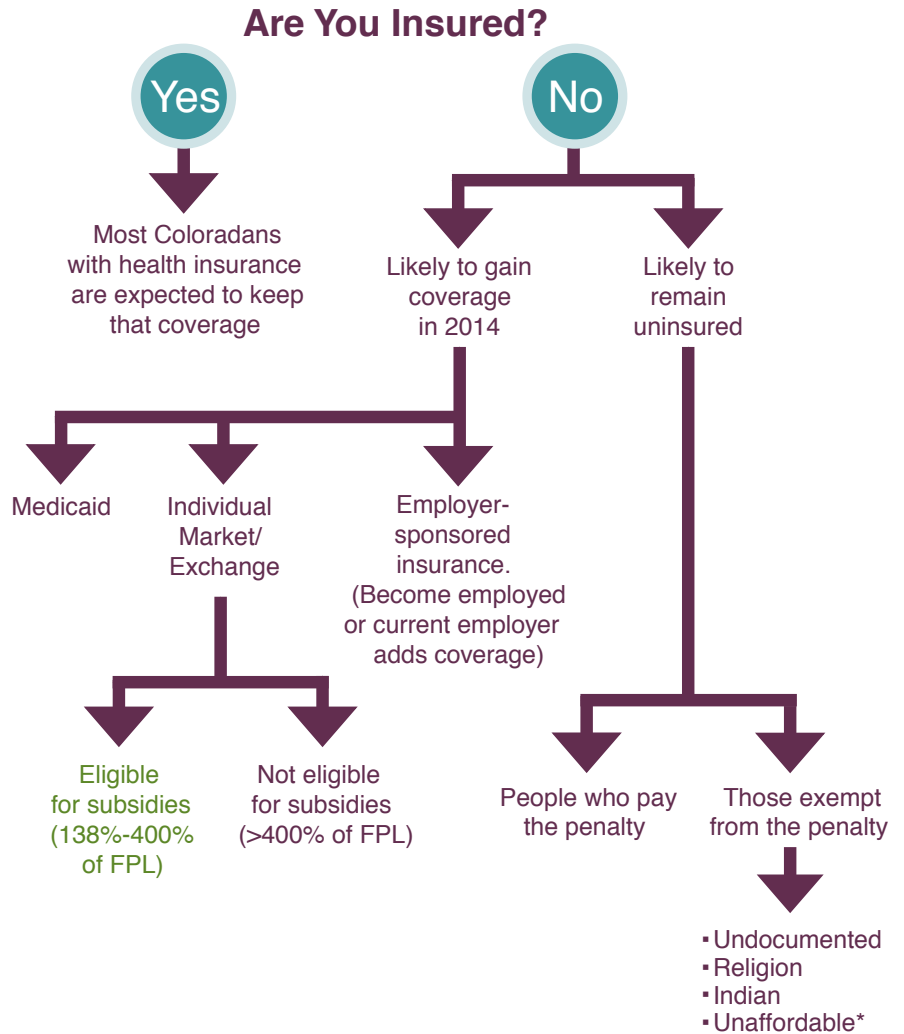 Are You Insured?
Yes
No
Most Coloradans
with health insurance
are expected to keep
that coverage
Likely to gain
coverage
in 2014
Likely to
remain
uninsured
Medicaid
Individual
Market/
Exchange
Employer-
sponsored
insurance.
(Become employed
or current employer
adds coverage)
Eligible
for subsidies
(138%-400%
of FPL)
Not eligible
for subsidies
(>400% of FPL)
People who pay
the penalty
Those exempt
from the penalty
▪ Undocumented
▪ Religion
▪ Indian
▪ Unaffordable*